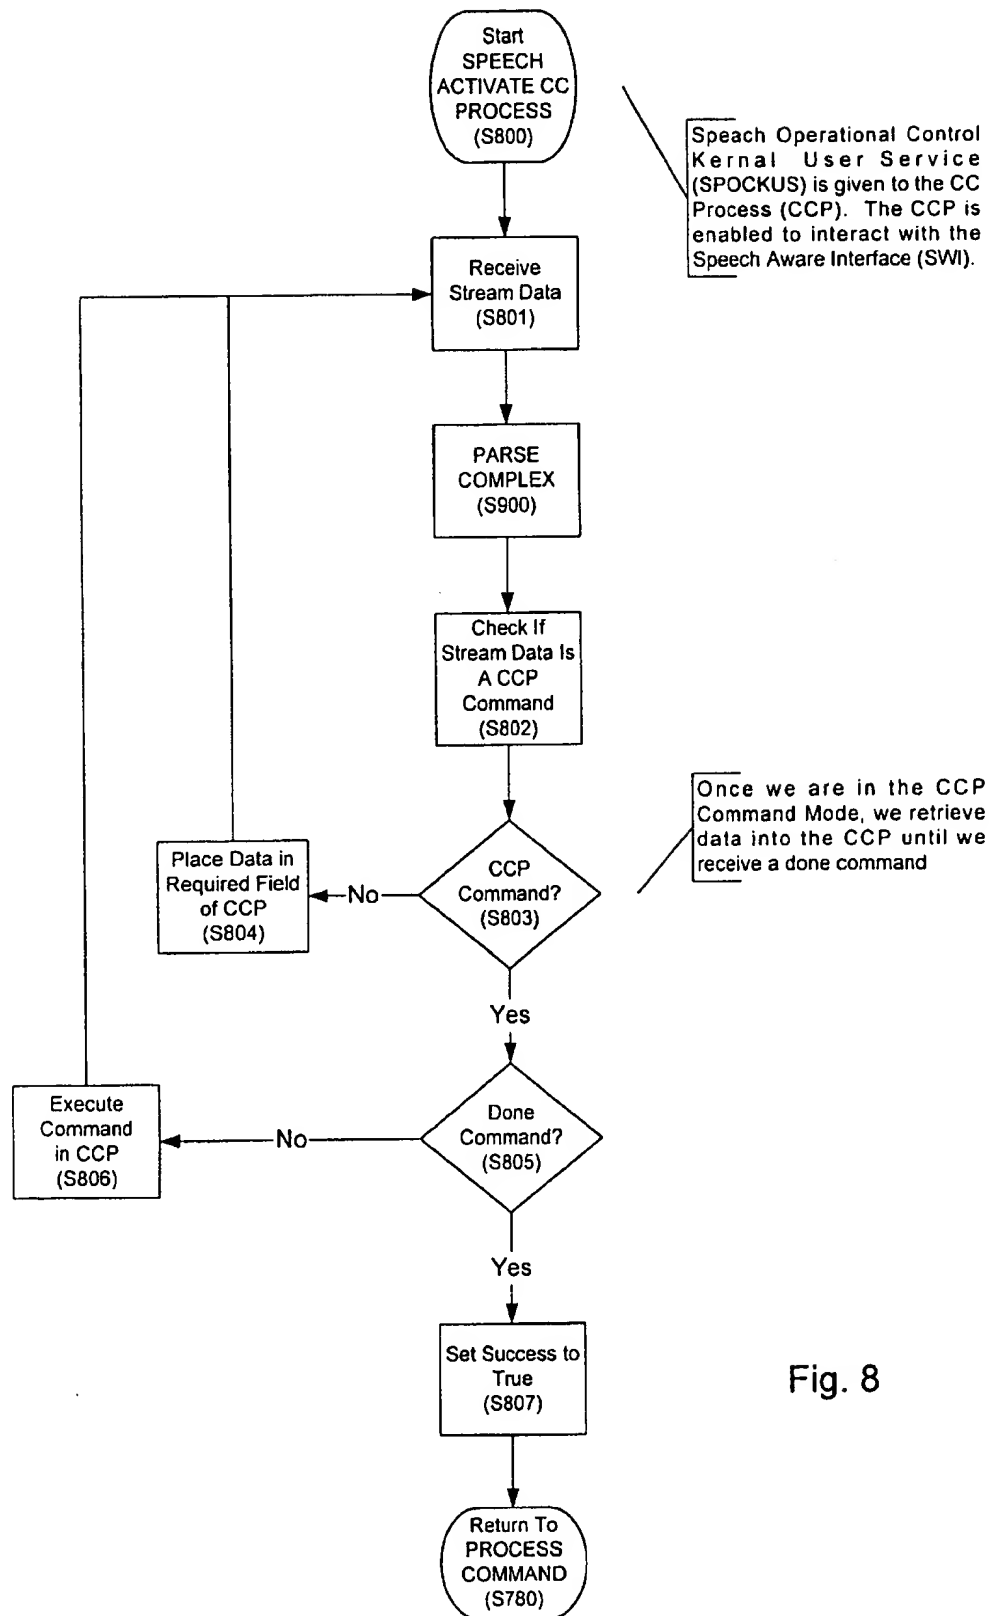 Start
SPEECH
ACTIVATE CC
PROCESS
(S800)
Speach Operational Control
Kernal User Service
(SPOCKUS) is given to the CC
Process (CCP). The CCP is
enabled to interact with the
Speech Aware Interface (SWI).
Receive
Stream Data
(S801)
PARSE
COMPLEX
(S900)
Check If
Stream Data Is
A CCP
Command
(S802)
Once we are in the CCP
Command Mode, we retrieve
data into the CCP until we
receive a done command
CCP
Command?
(S803)
No
Place Data in
Required Field
of CCP
(S804)
Yes
Done
Command?
(S805)
No
Execute
Command
in CCP
(S806)
Yes
Set Success to
True
(S807)
Fig. 8
Return To
PROCESS
COMMAND
(S780)